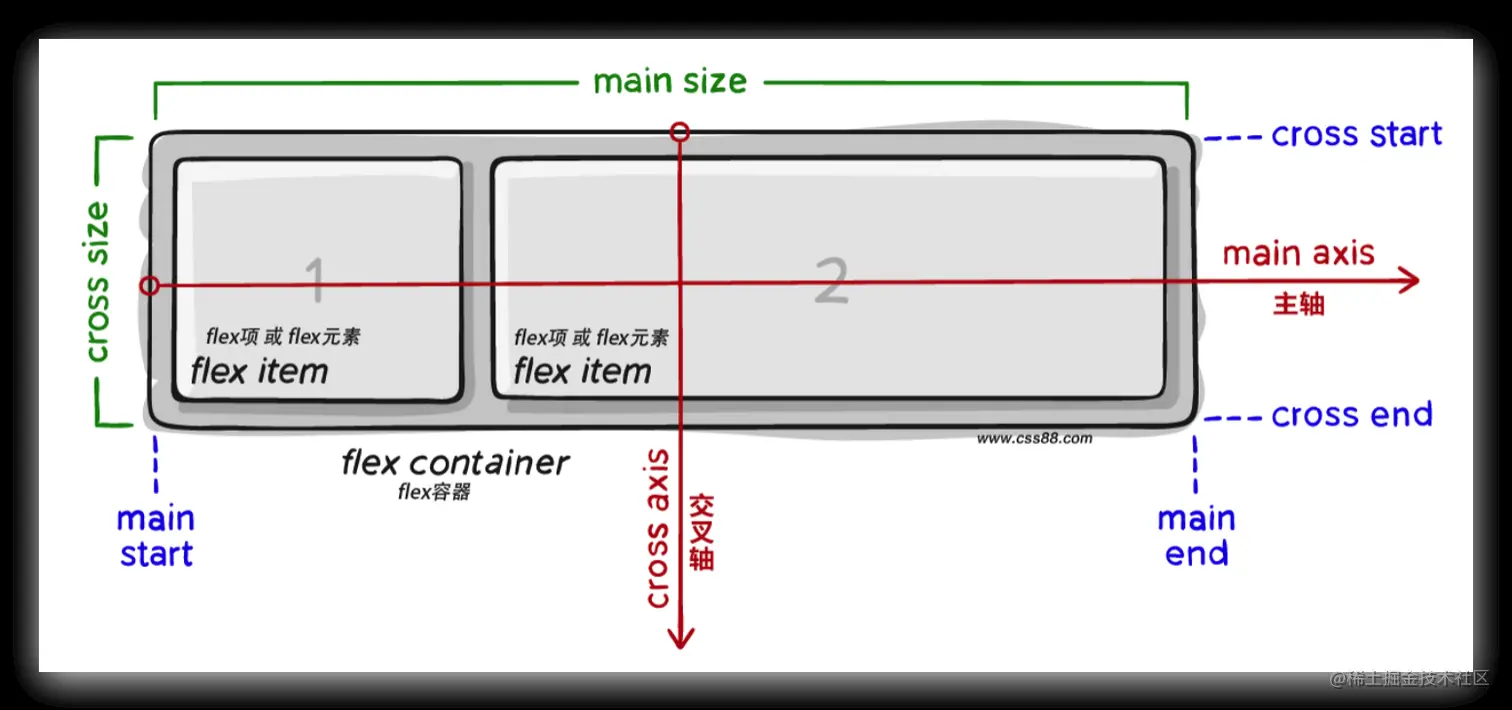 main size
cross start
cross size
1
2
main axis
主轴
flex项 或 flex元素
flex item
flex项 或 flex元素
flex item
cross end
www.css88.com
flex container
flex容器
cross axis
交叉轴
main
start
main
end
@稀土掘金技术社区